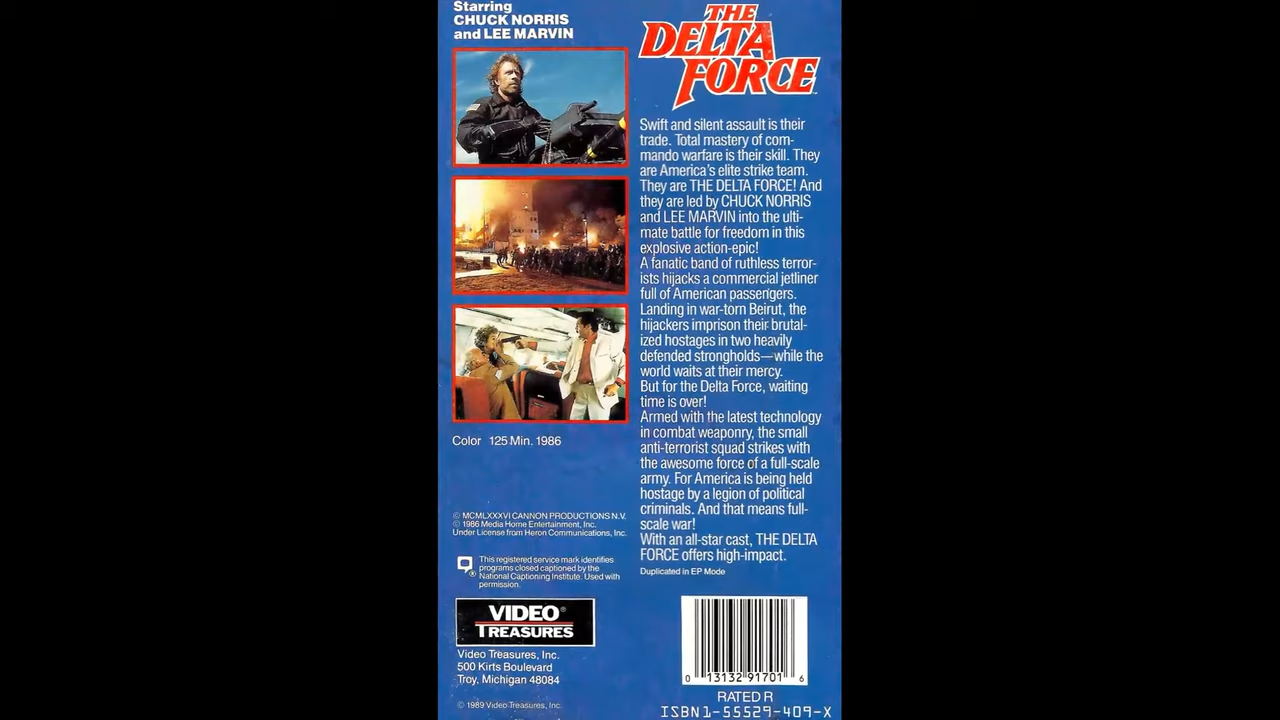 Starring
CHUCK NORRIS
and LEE MARVIN
Color 125 Min. 1986
© MCMLXXXVI CANNON PRODUCTIONS N.V.
© 1986 Media Home Entertainment, Inc.
Under License from Heron Communications, Inc.
This registered service mark identifies
programs closed captioned by the
National Captioning Institute. Used with
permission.
VIDEO®
TREASURES
Video Treasures, Inc.
500 Kirts Boulevard
Troy, Michigan 48084
© 1989 Video Treasures, Inc.
THE
DELTA
FORCE™
Swift and silent assault is their
trade. Total mastery of com-
mando warfare is their skill. They
are America's elite strike team.
They are THE DELTA FORCE! And
they are led by CHUCK NORRIS
and LEE MARVIN into the ulti-
mate battle for freedom in this
explosive action-epic!
A fanatic band of ruthless terror-
ists hijacks a commercial jetliner
full of American passengers.
Landing in war-torn Beirut, the
hijackers imprison their brutal-
ized hostages in two heavily
defended strongholds—while the
world waits at their mercy.
But for the Delta Force, waiting
time is over!
Armed with the latest technology
in combat weaponry, the small
anti-terrorist squad strikes with
the awesome force of a full-scale
army. For America is being held
hostage by a legion of political
criminals. And that means full-
scale war!
With an all-star cast, THE DELTA
FORCE offers high-impact.
Duplicated in EP Mode
0 13132 91701 6
RATED R
ISBN 1-55529-409-X